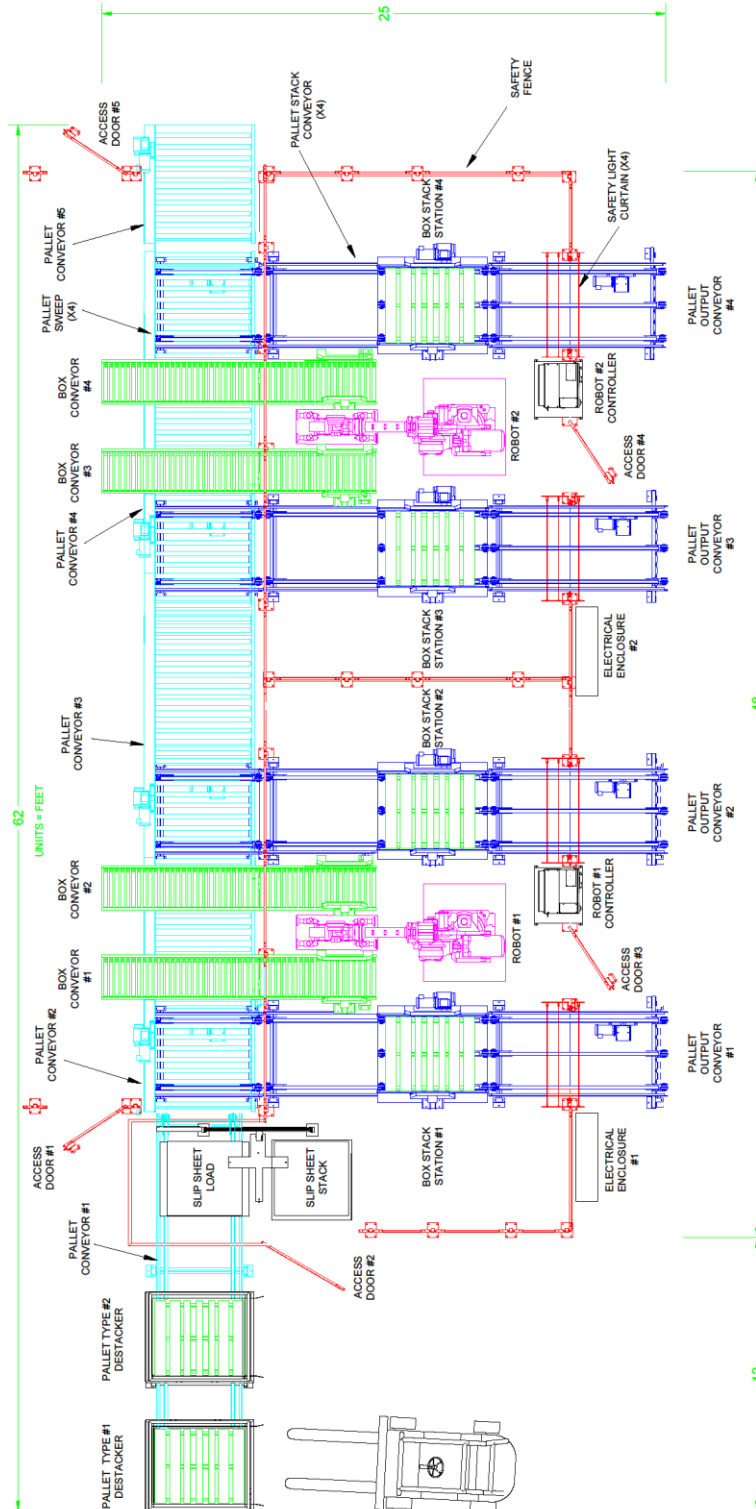 62
UNIITS = FEET
25
PALLET TYPE #1
DESTACKER
PALLET TYPE #2
DESTACKER
PALLET
CONVEYOR #1
ACCESS
DOOR #1
PALLET
CONVEYOR #2
BOX
CONVEYOR
#1
BOX
CONVEYOR
#2
PALLET
CONVEYOR #3
PALLET
CONVEYOR #4
BOX
CONVEYOR
#3
BOX
CONVEYOR
#4
PALLET
SWEEP
(X4)
PALLET
CONVEYOR #5
ACCESS
DOOR #5
SLIP SHEET
LOAD
SLIP SHEET
STACK
ACCESS
DOOR #2
PALLET STACK
CONVEYOR
(X4)
BOX STACK
STATION #1
BOX STACK
STATION #2
BOX STACK
STATION #3
BOX STACK
STATION #4
ROBOT #1
ROBOT #2
SAFETY
FENCE
ELECTRICAL
ENCLOSURE
#1
ACCESS
DOOR #3
ROBOT #1
CONTROLLER
ELECTRICAL
ENCLOSURE
#2
ACCESS
DOOR #4
ROBOT #2
CONTROLLER
SAFETY LIGHT
CURTAIN (X4)
PALLET
OUTPUT
CONVEYOR
#1
PALLET
OUTPUT
CONVEYOR
#2
PALLET
OUTPUT
CONVEYOR
#3
PALLET
OUTPUT
CONVEYOR
#4